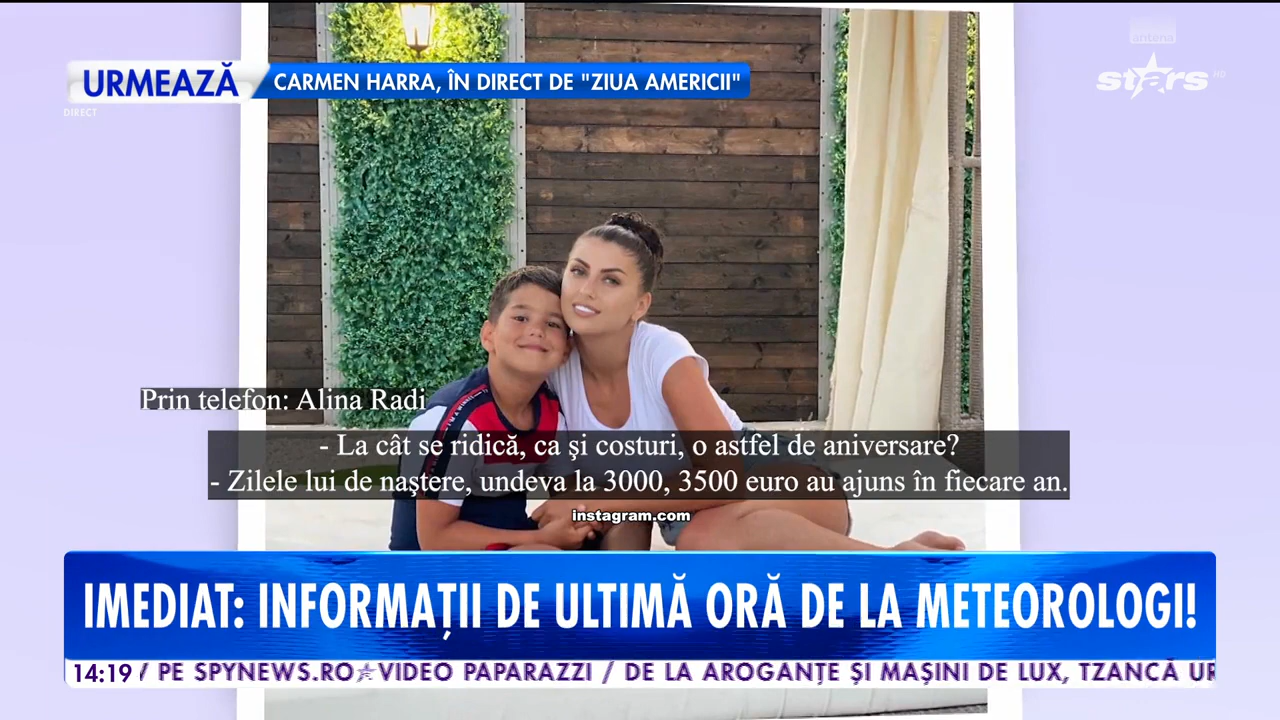 antena
stars HD
URMEAZĂ
CARMEN HARRA, ÎN DIRECT DE "ZIUA AMERICII"
DIRECT
Prin telefon: Alina Radi
- La cât se ridică, ca şi costuri, o astfel de aniversare?
- Zilele lui de naştere, undeva la 3000, 3500 euro au ajuns în fiecare an.
instagram.com
IMEDIAT: INFORMAȚII DE ULTIMĂ ORĂ DE LA METEOROLOGI!
14:19 / PE SPYNEWS.RO★VIDEO PAPARAZZI / DE LA AROGANȚE ȘI MAȘINI DE LUX, TZANCĂ UR